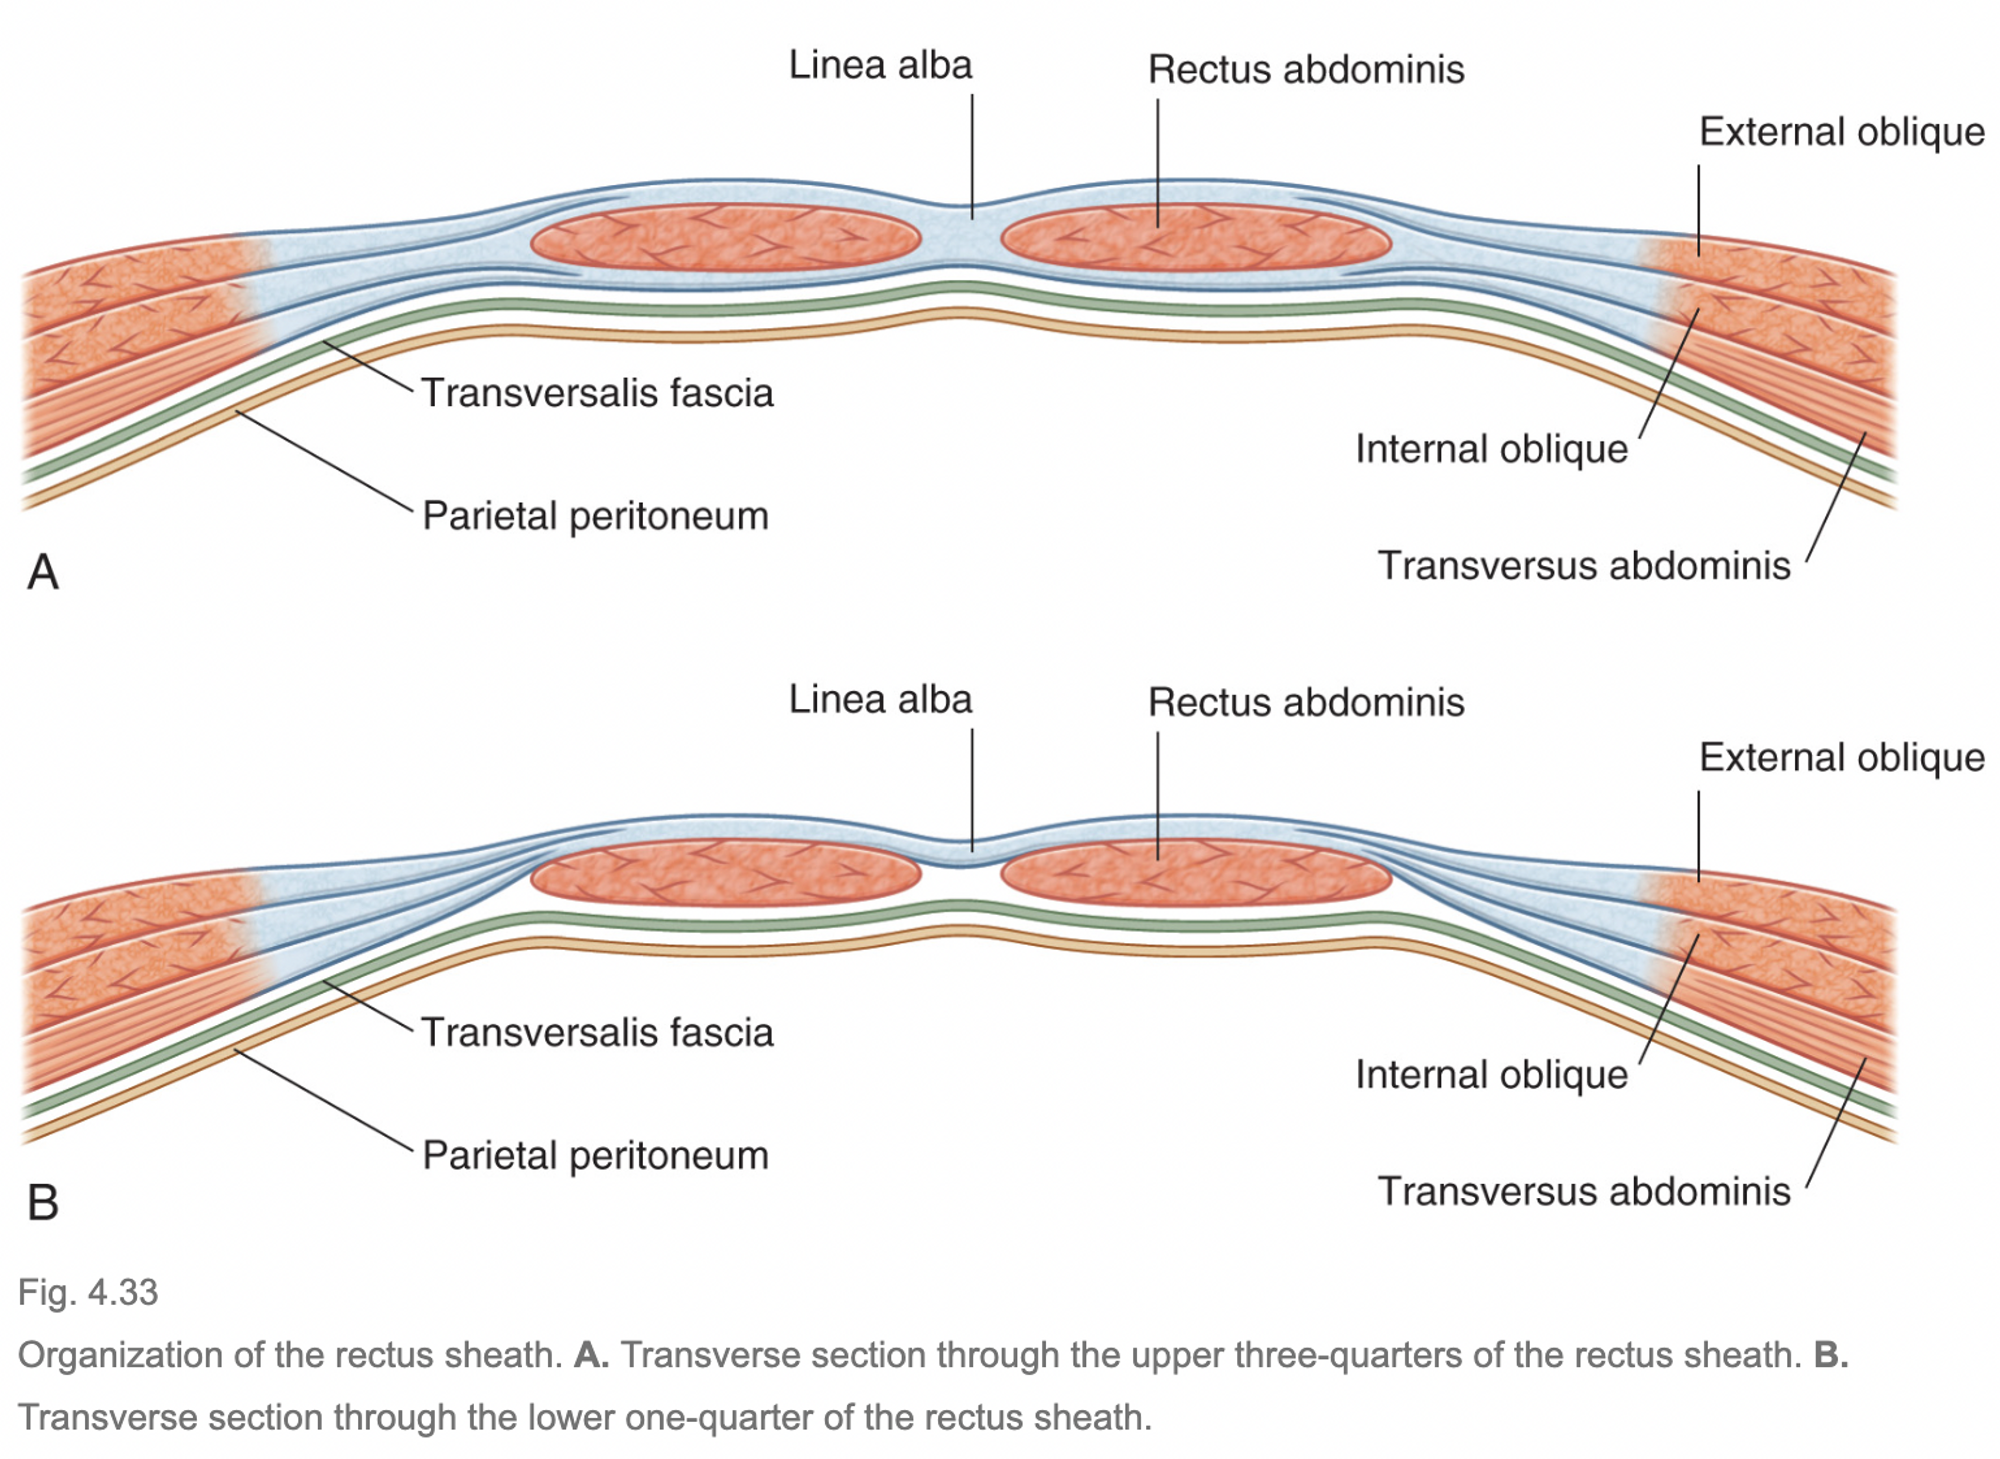 Linea alba
Rectus abdominis
External oblique
Transversalis fascia
Internal oblique
Parietal peritoneum
Transversus abdominis
A
Linea alba
Rectus abdominis
External oblique
Transversalis fascia
Internal oblique
Parietal peritoneum
Transversus abdominis
B
Fig. 4.33
Organization of the rectus sheath. A. Transverse section through the upper three-quarters of the rectus sheath. B.
Transverse section through the lower one-quarter of the rectus sheath.